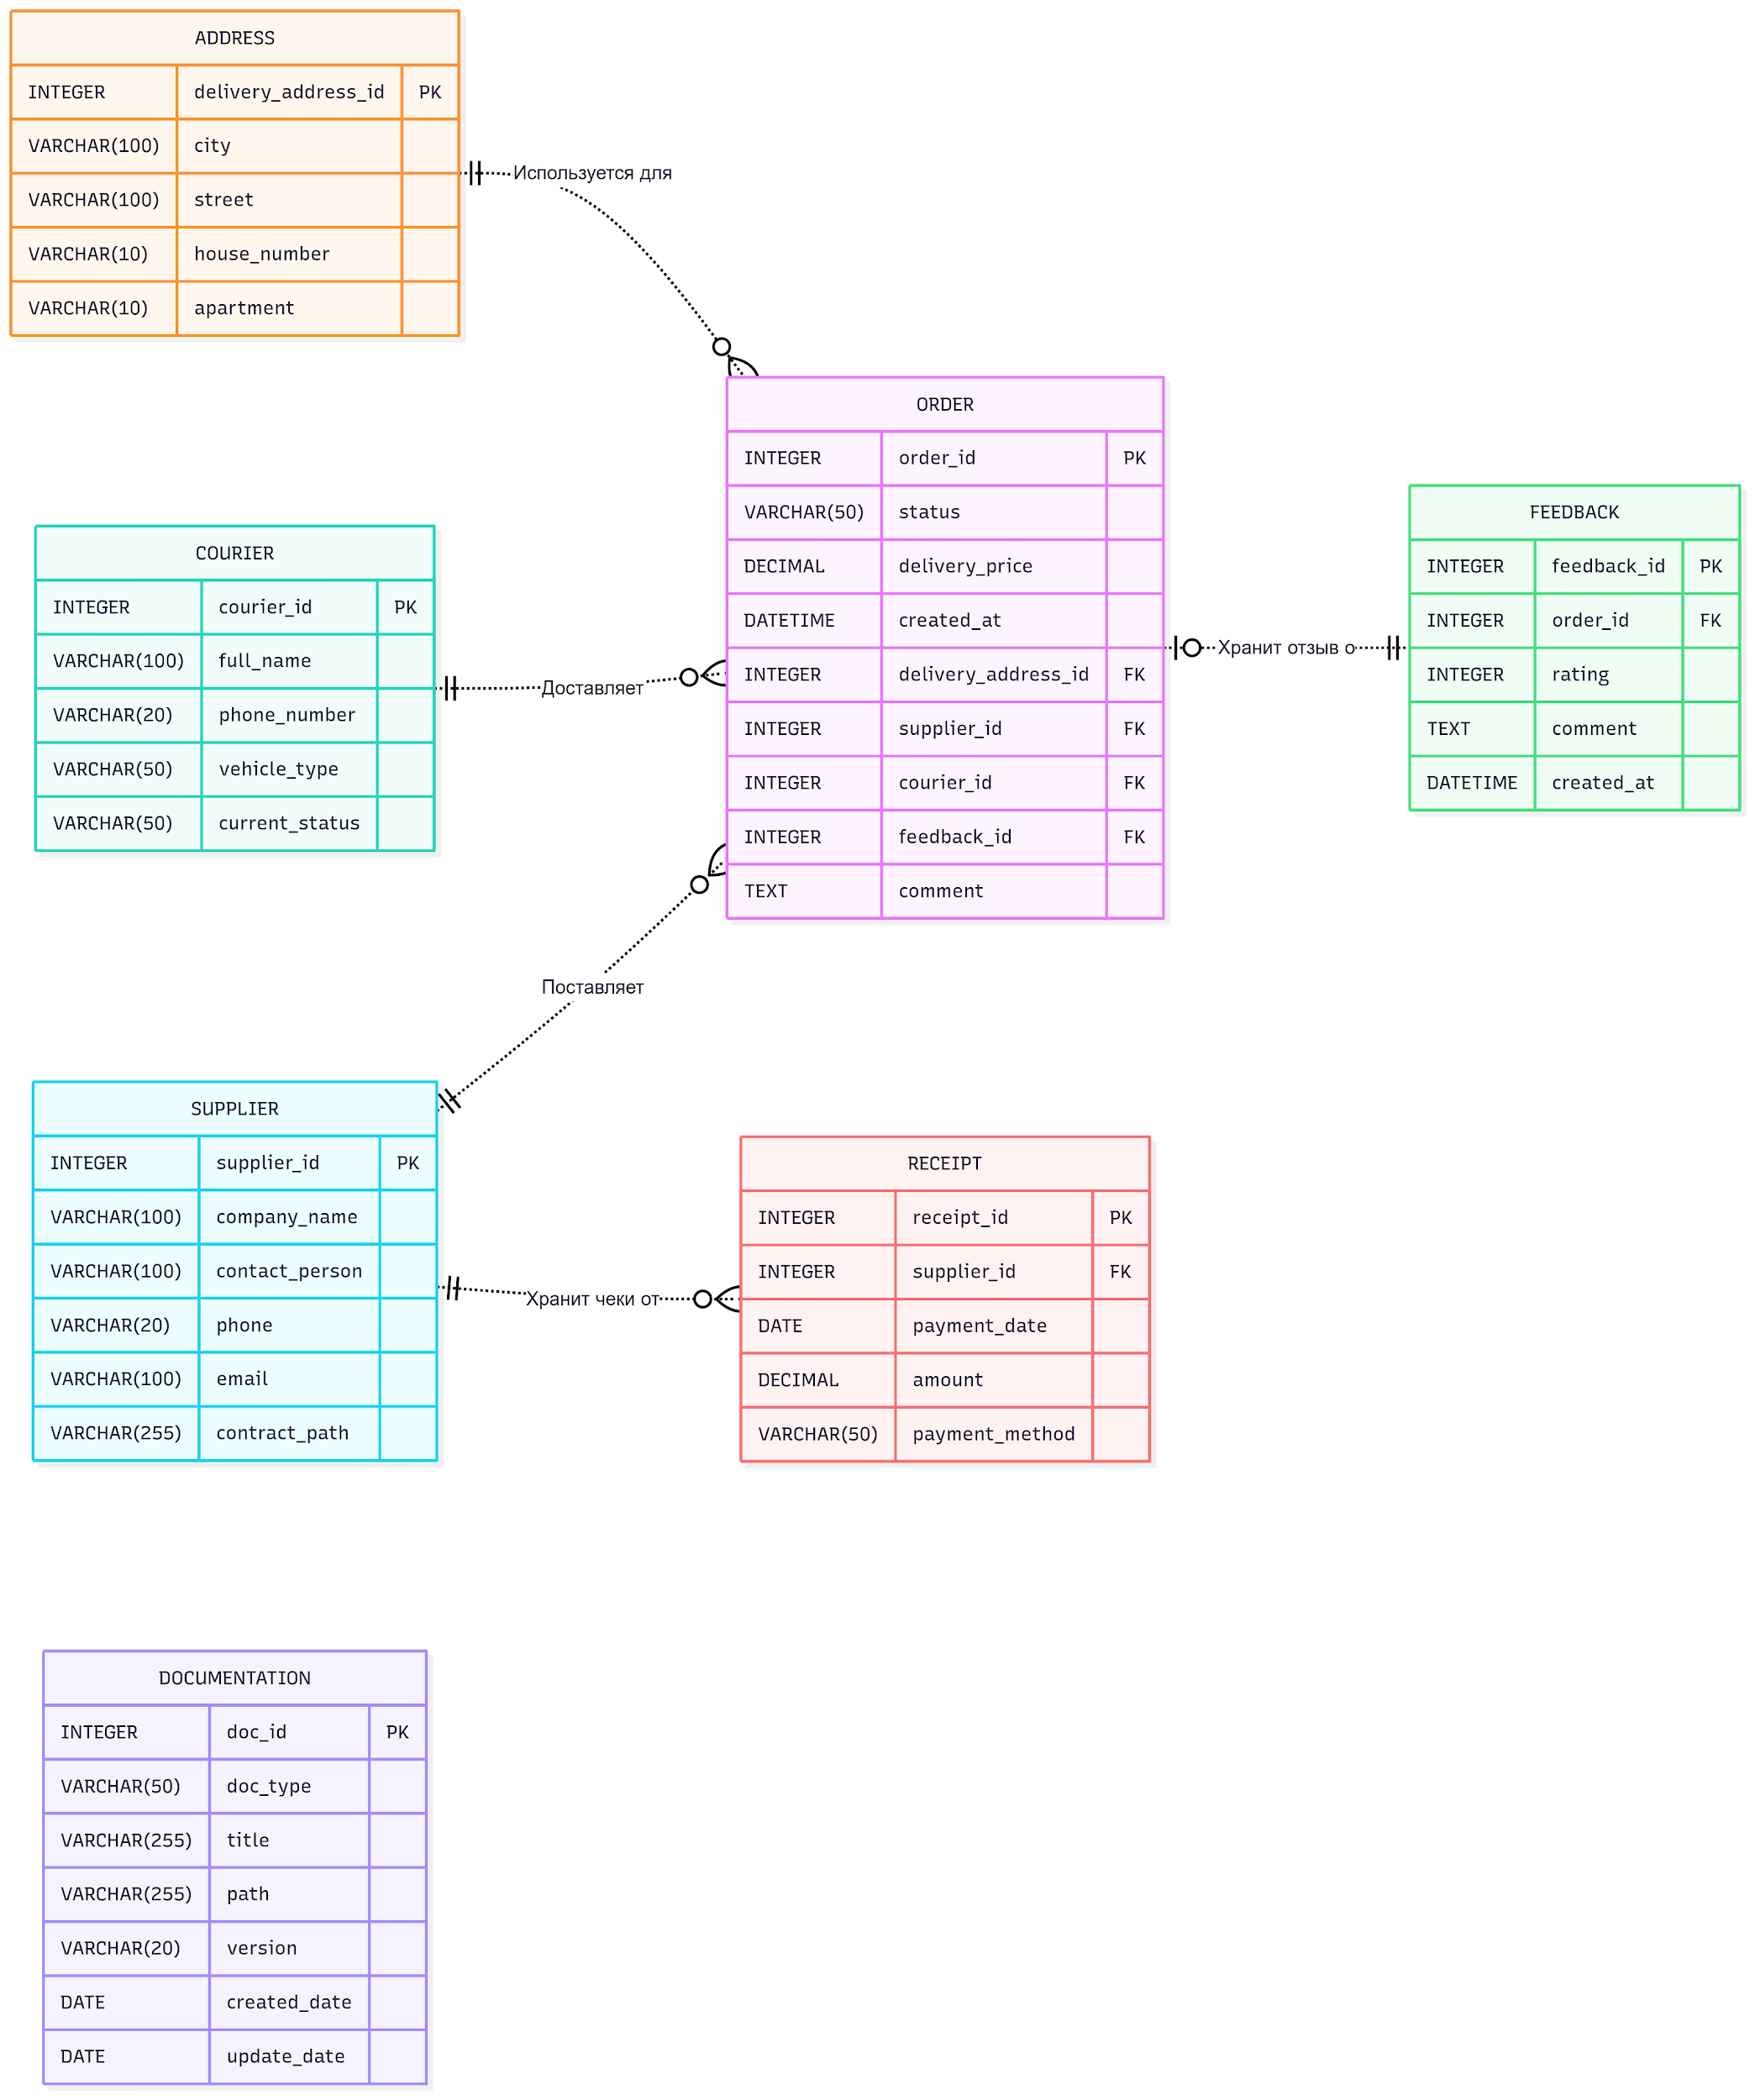 ADDRESS
INTEGER delivery_address_id PK
VARCHAR(100) city
VARCHAR(100) street
VARCHAR(10) house_number
VARCHAR(10) apartment
Используется для
ORDER
INTEGER order_id PK
VARCHAR(50) status
DECIMAL delivery_price
DATETIME created_at
INTEGER delivery_address_id FK
INTEGER supplier_id FK
INTEGER courier_id FK
INTEGER feedback_id FK
TEXT comment
FEEDBACK
INTEGER feedback_id PK
INTEGER order_id FK
INTEGER rating
TEXT comment
DATETIME created_at
Хранит отзыв о
COURIER
INTEGER courier_id PK
VARCHAR(100) full_name
VARCHAR(20) phone_number
VARCHAR(50) vehicle_type
VARCHAR(50) current_status
Доставляет
Поставляет
SUPPLIER
INTEGER supplier_id PK
VARCHAR(100) company_name
VARCHAR(100) contact_person
VARCHAR(20) phone
VARCHAR(100) email
VARCHAR(255) contract_path
Хранит чеки от
RECEIPT
INTEGER receipt_id PK
INTEGER supplier_id FK
DATE payment_date
DECIMAL amount
VARCHAR(50) payment_method
DOCUMENTATION
INTEGER doc_id PK
VARCHAR(50) doc_type
VARCHAR(255) title
VARCHAR(255) path
VARCHAR(20) version
DATE created_date
DATE update_date